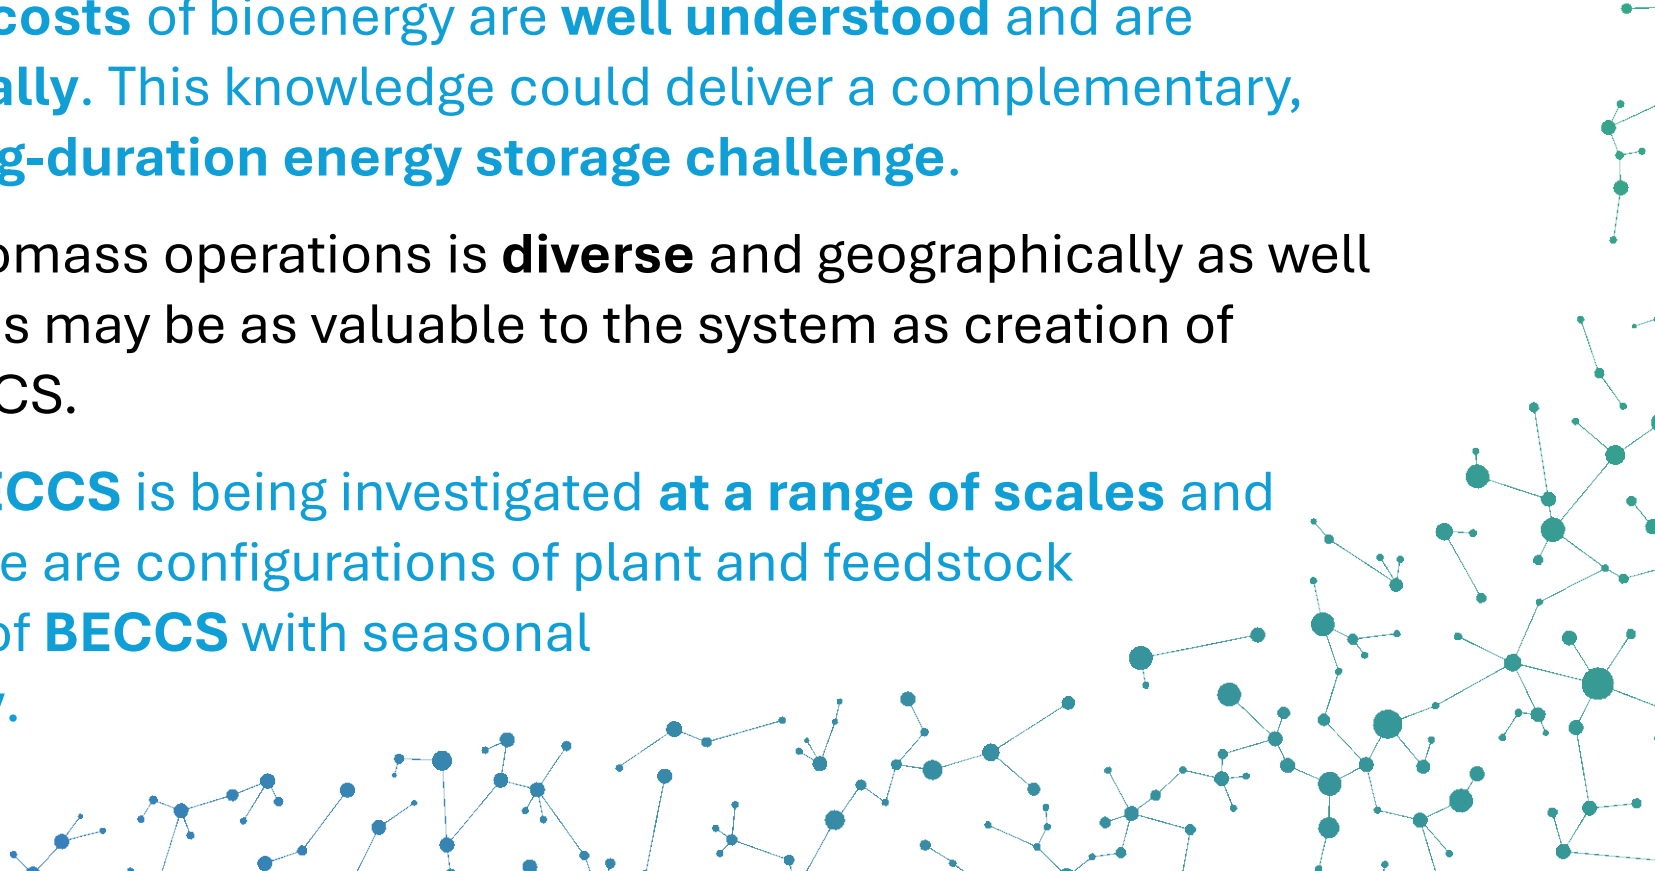 costs of bioenergy are well understood and are
ally. This knowledge could deliver a complementary,
g-duration energy storage challenge.
omass operations is diverse and geographically as well
s may be as valuable to the system as creation of
CS.
ECCS is being investigated at a range of scales and
e are configurations of plant and feedstock
of BECCS with seasonal
y.